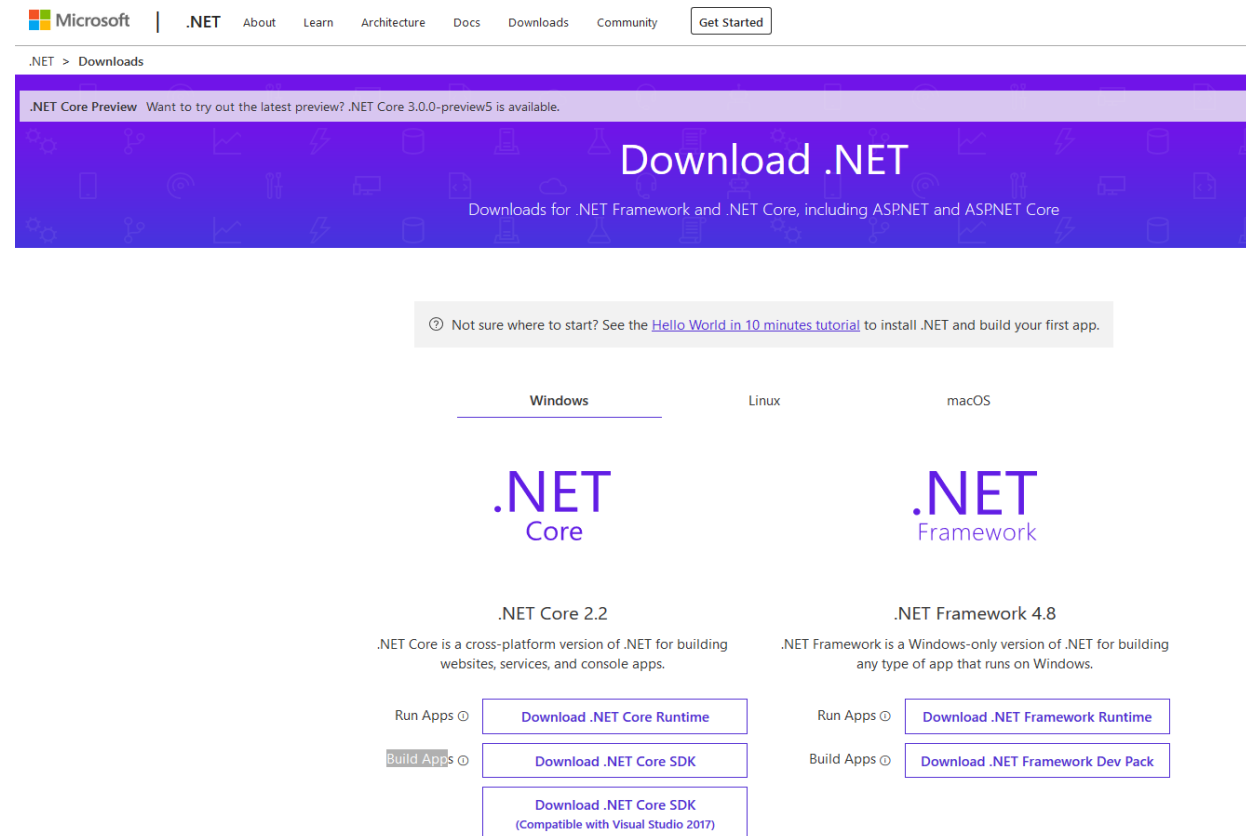 Microsoft | .NET About Learn Architecture Docs Downloads Community Get Started
.NET > Downloads
.NET Core Preview Want to try out the latest preview? .NET Core 3.0.0-preview5 is available.
Download .NET
Downloads for .NET Framework and .NET Core, including ASP.NET and ASP.NET Core
Not sure where to start? See the Hello World in 10 minutes tutorial to install .NET and build your first app.
Windows Linux macOS
.NET
Core
.NET
Framework
.NET Core 2.2
.NET Core is a cross-platform version of .NET for building
websites, services, and console apps.
Run Apps Download .NET Core Runtime
Build Apps Download .NET Core SDK
Download .NET Core SDK
(Compatible with Visual Studio 2017)
.NET Framework 4.8
.NET Framework is a Windows-only version of .NET for building
any type of app that runs on Windows.
Run Apps Download .NET Framework Runtime
Build Apps Download .NET Framework Dev Pack